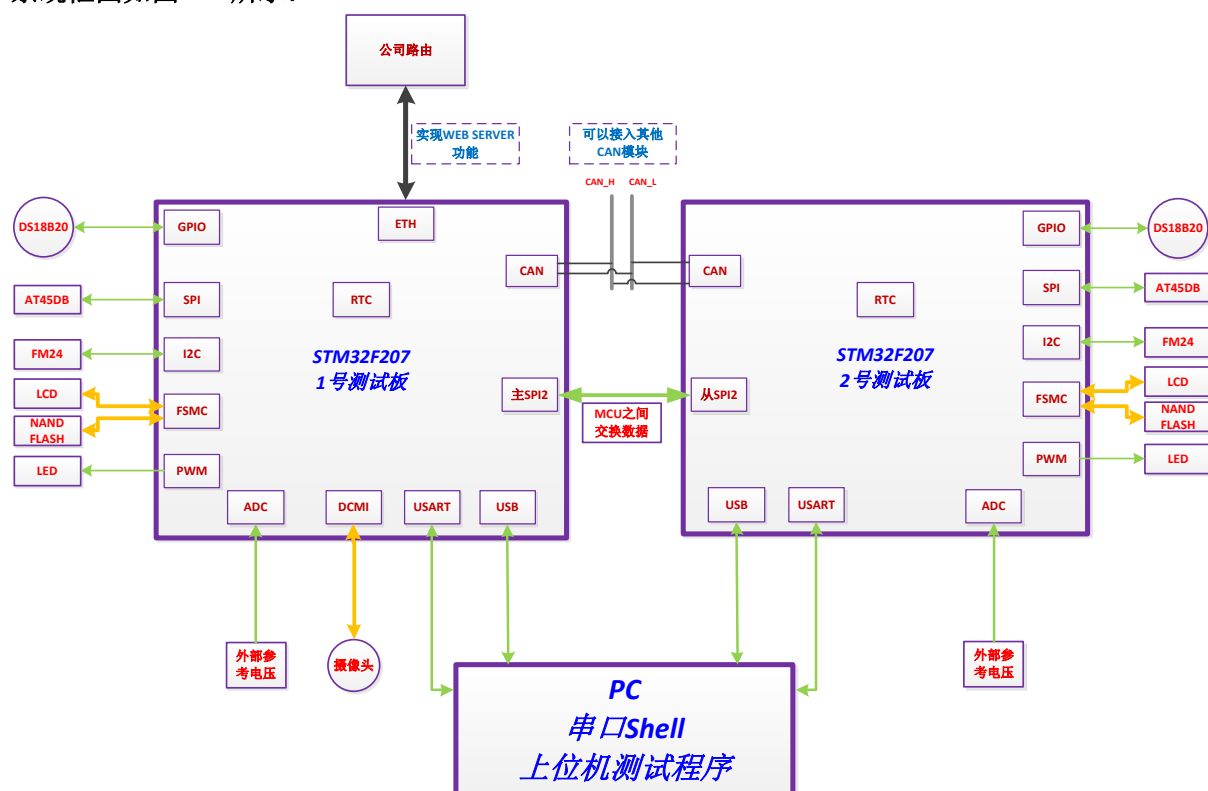 公司路由
实现WEB SERVER
功能
可以接入其他
CAN模块
CAN_H CAN_L
DS18B20
GPIO
ETH
CAN
SPI
AT45DB
RTC
I2C
FM24
STM32F207
1号测试板
LCD
FSMC
NAND
FLASH
主SPI2
PWM
LED
ADC
DCMI
USART
USB
MCU之间
交换数据
CAN
GPIO
DS18B20
SPI
AT45DB
RTC
I2C
FM24
STM32F207
2号测试板
从SPI2
FSMC
LCD
NAND
FLASH
PWM
LED
USB
USART
ADC
外部参
考电压
摄像头
外部参
考电压
PC
串口Shell
上位机测试程序